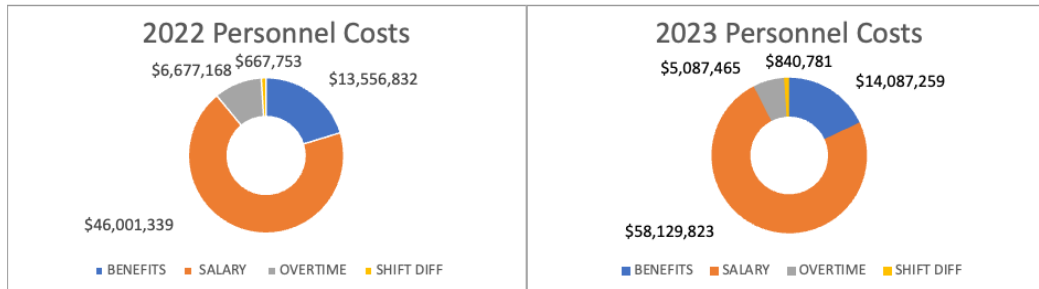 2022 Personnel Costs
$667,753
$6,677,168
$13,556,832
$46,001,339
BENEFITS SALARY OVERTIME SHIFT DIFF
2023 Personnel Costs
$5,087,465 $840,781
$14,087,259
$58,129,823
BENEFITS SALARY OVERTIME SHIFT DIFF